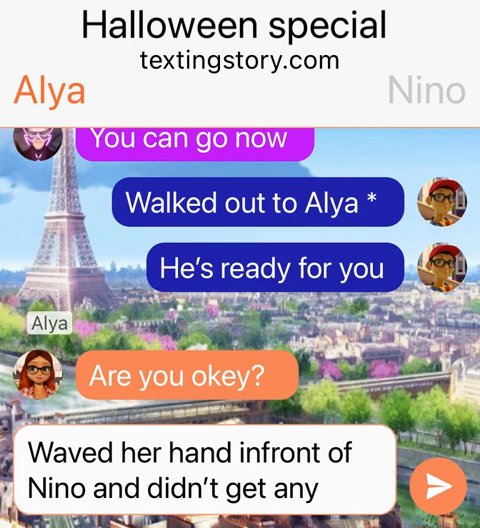 Halloween special
textingstory.com
Alya Nino
You can go now
Walked out to Alya *
He's ready for you
Alya
Are you okey?
Waved her hand infront of
Nino and didn't get any